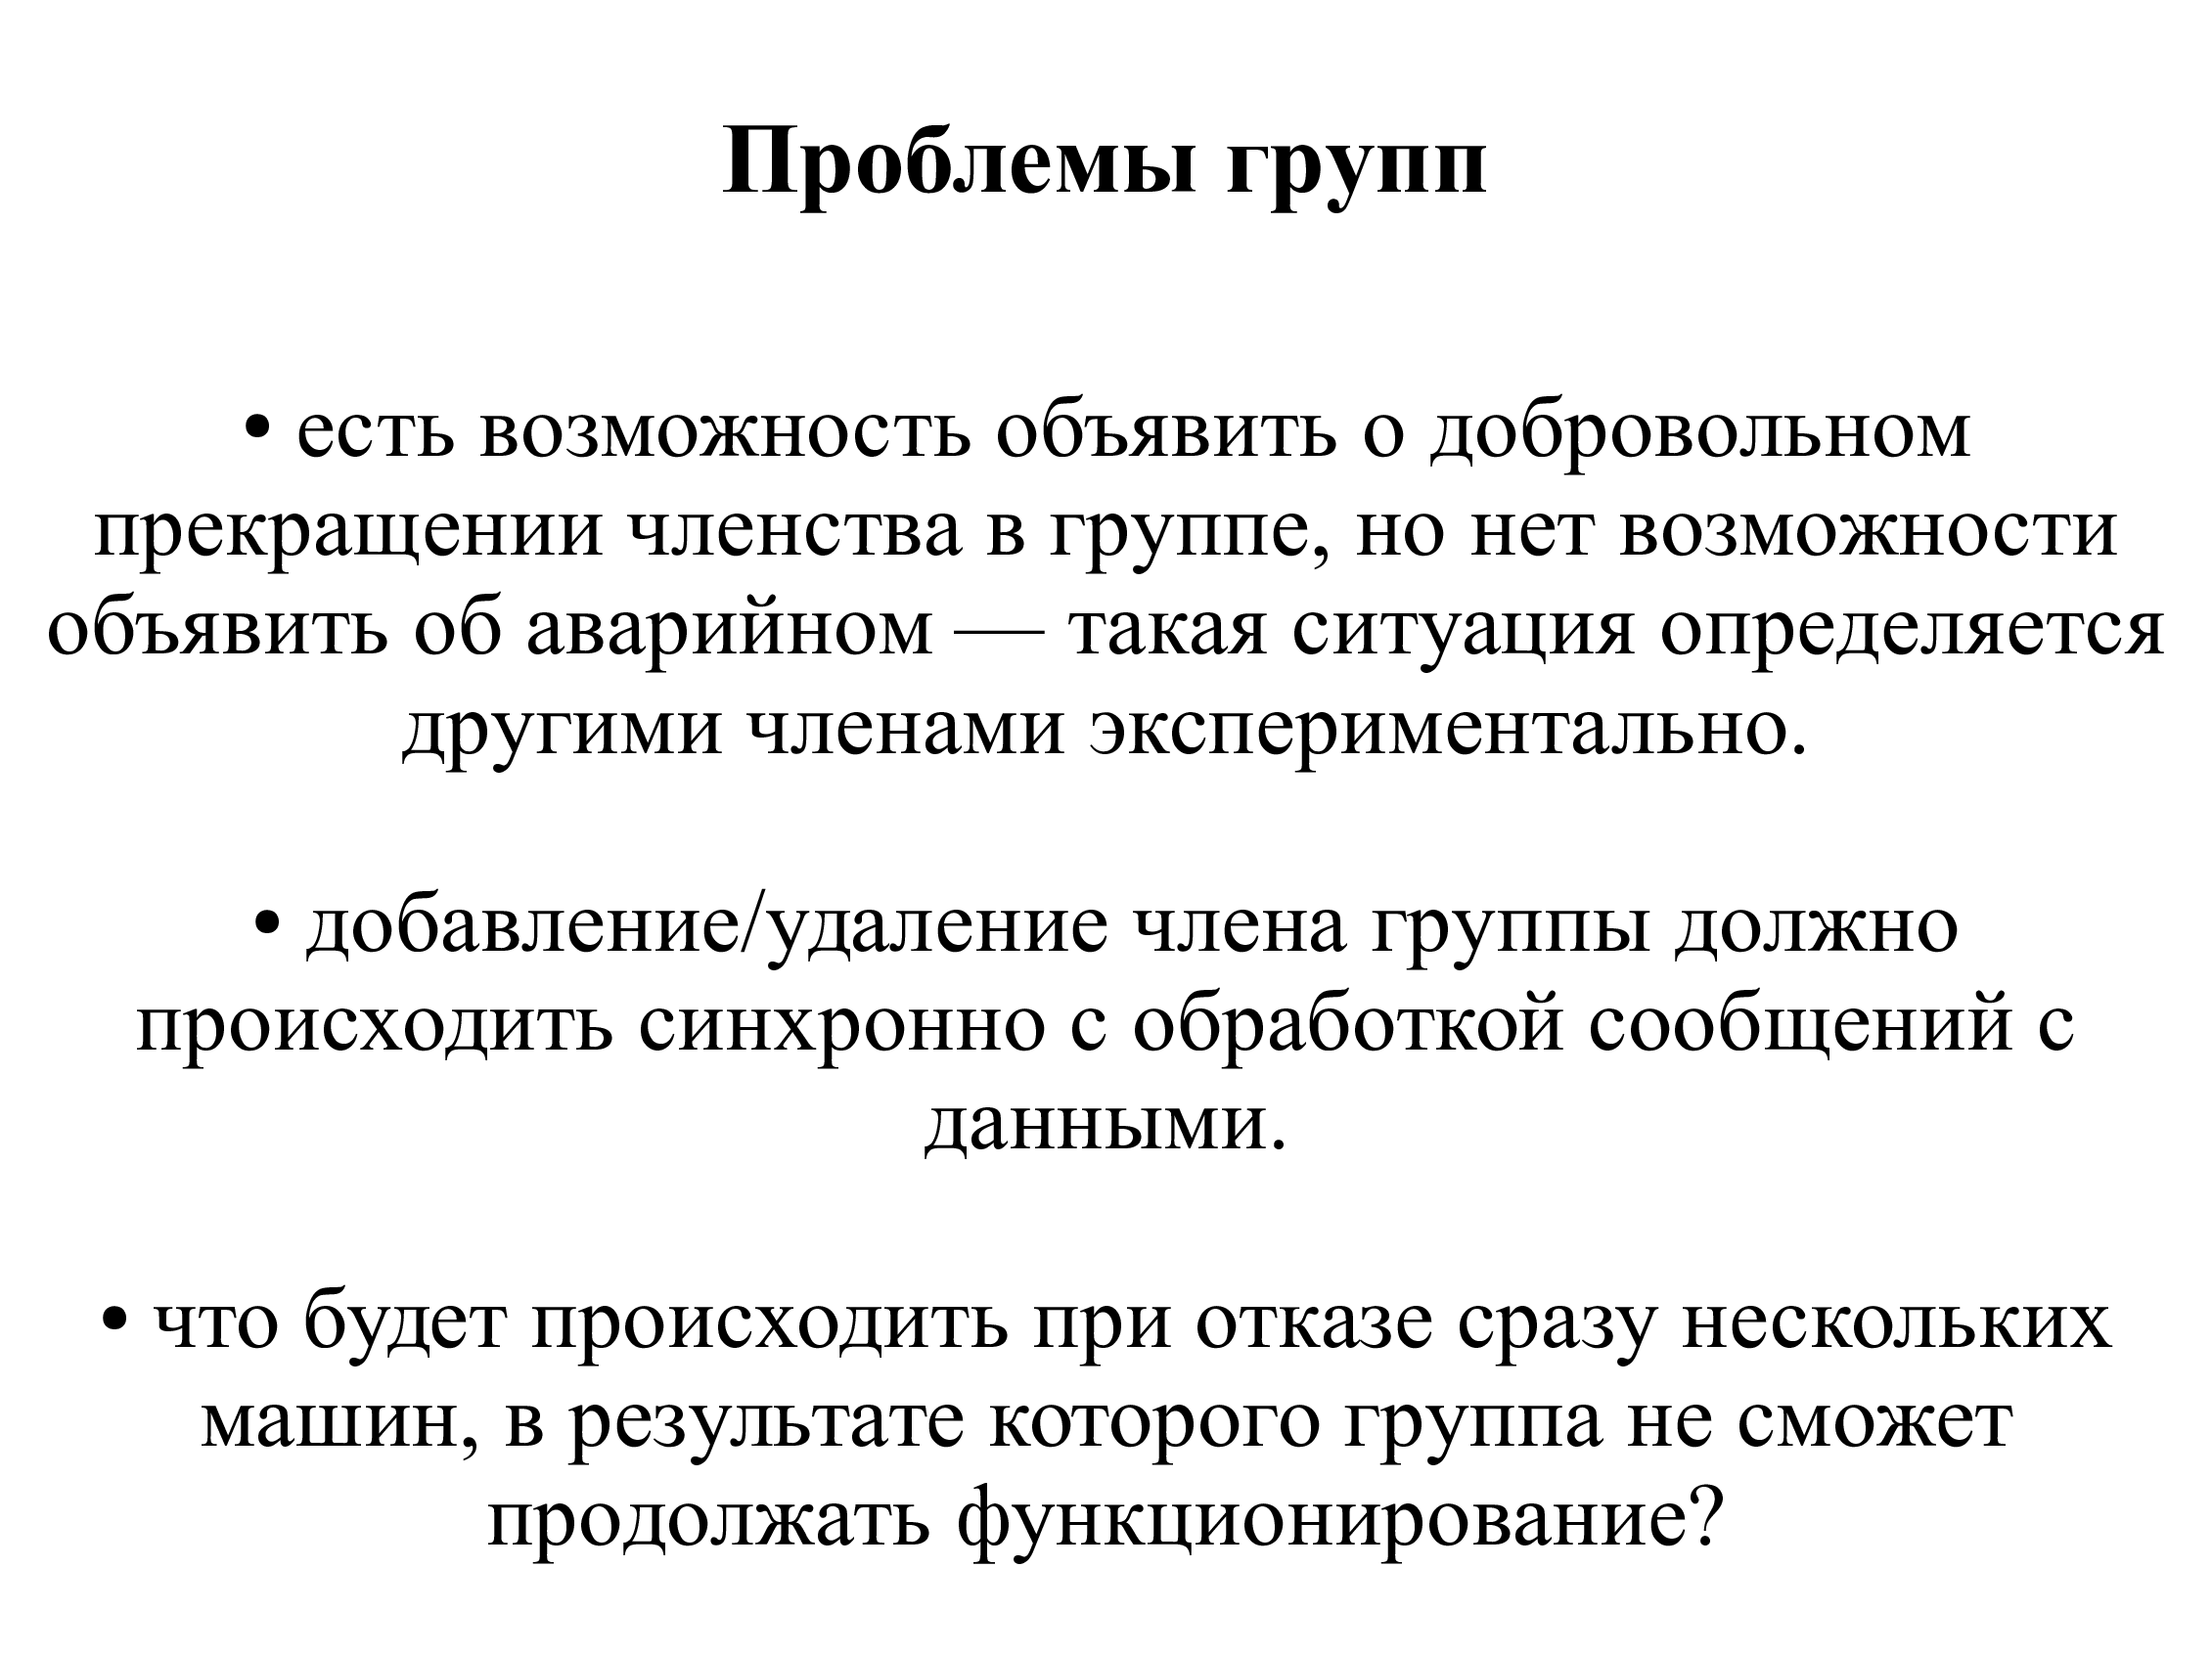 Проблемы групп
• есть возможность объявить о добровольном
прекращении членства в группе, но нет возможности
объявить об аварийном — такая ситуация определяется
другими членами экспериментально.
• добавление/удаление члена группы должно
происходить синхронно с обработкой сообщений с
данными.
• что будет происходить при отказе сразу нескольких
машин, в результате которого группа не сможет
продолжать функционирование?